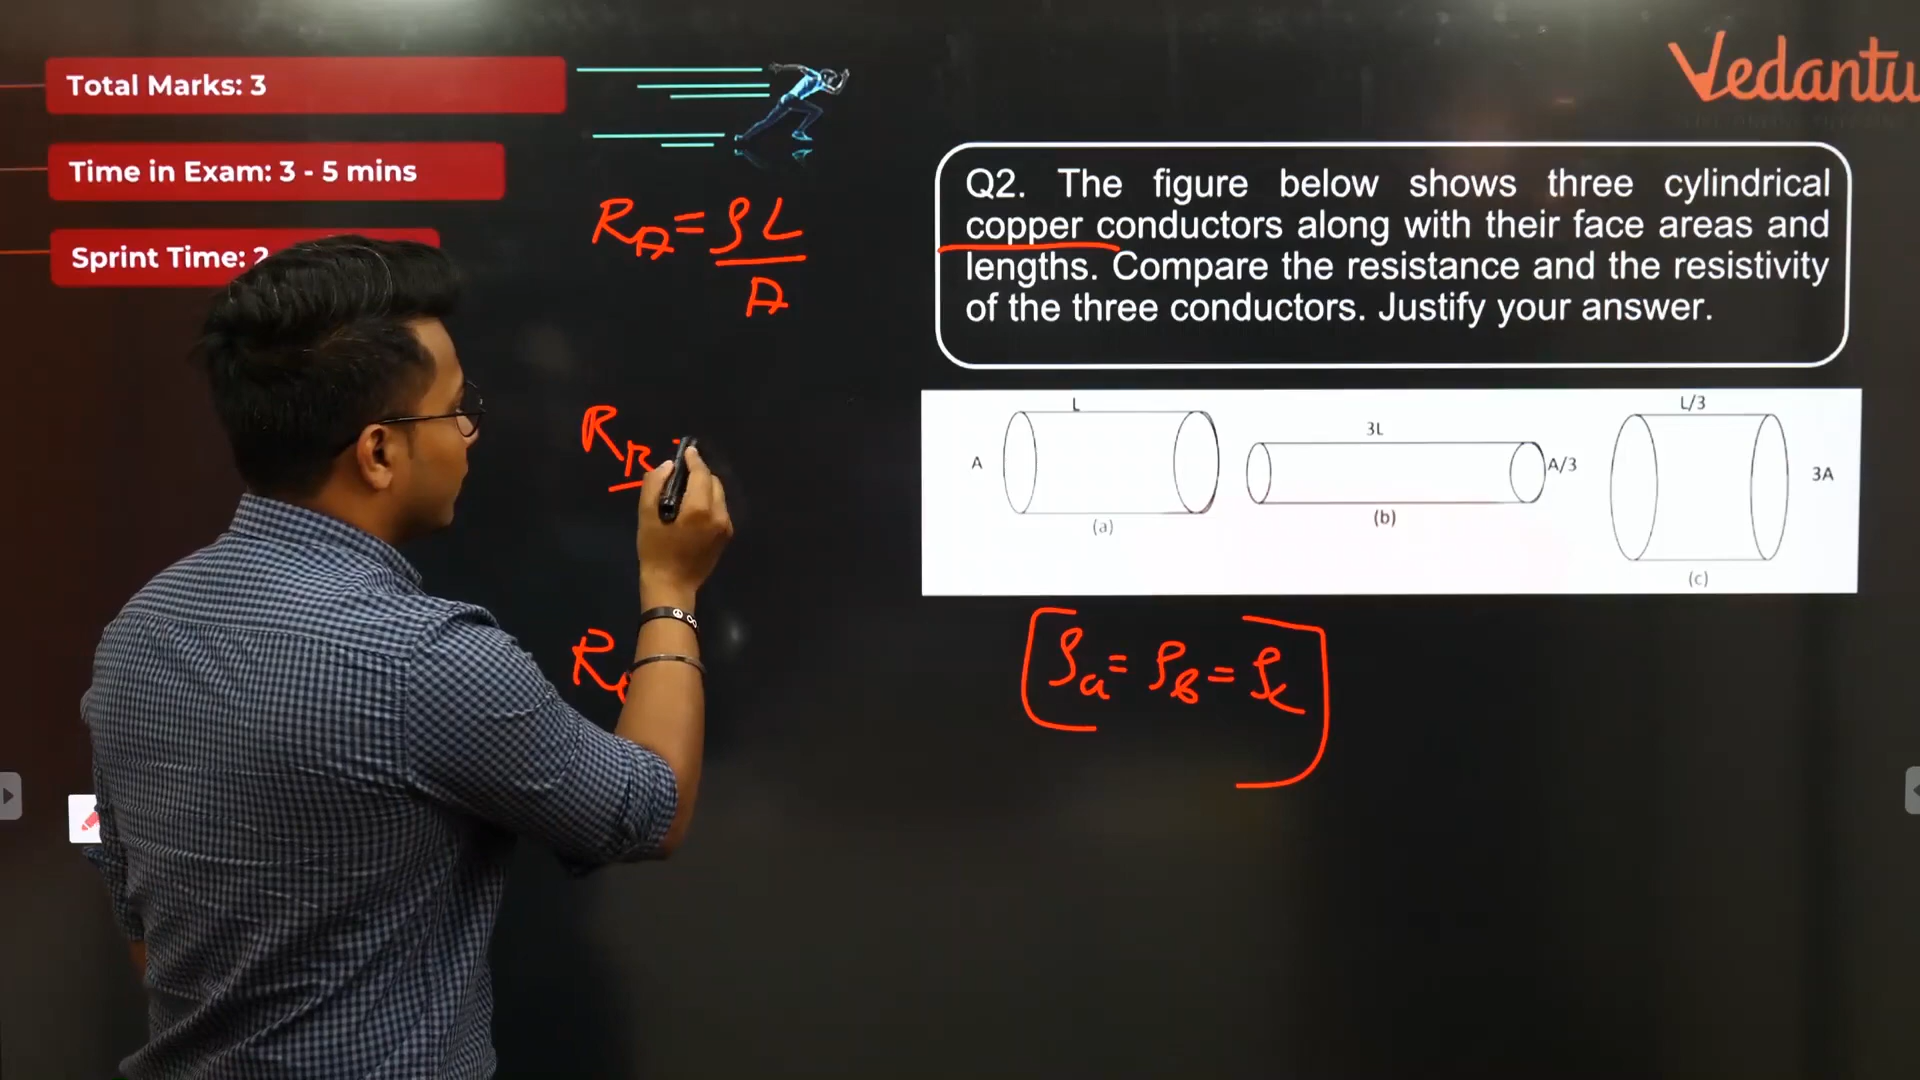 Total Marks: 3
Time in Exam: 3 - 5 mins
Sprint Time: 2
Vedantu
Q2. The figure below shows three cylindrical
copper conductors along with their face areas and
lengths. Compare the resistance and the resistivity
of the three conductors. Justify your answer.
R_A = ρL
A
R_B =
R
L
A
(a)
3L
A/3
(b)
L/3
3A
(c)
ρa = ρb = ρc